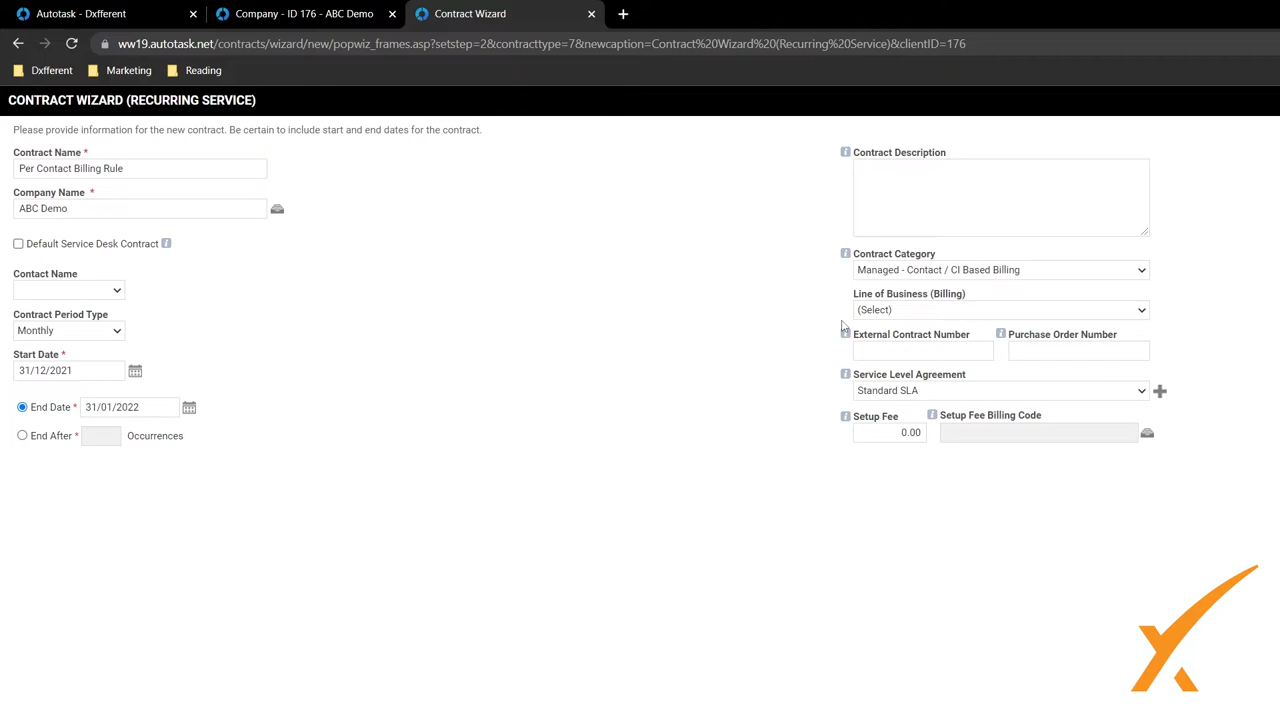 Autotask - Dxfferent
Company - ID 176 - ABC Demo
Contract Wizard
ww19.autotask.net/contracts/wizard/new/popwiz_frames.asp?setstep=2&contracttype=7&newcaption=Contract%20Wizard%20(Recurring%20Service)&clientID=176
Dxfferent
Marketing
Reading
CONTRACT WIZARD (RECURRING SERVICE)
Please provide information for the new contract. Be certain to include start and end dates for the contract.
Contract Name *
Per Contact Billing Rule
Company Name *
ABC Demo
Default Service Desk Contract
Contact Name
Contract Period Type
Monthly
Start Date *
31/12/2021
End Date * 31/01/2022
End After * Occurrences
Contract Description
Contract Category
Managed - Contact / CI Based Billing
Line of Business (Billing)
(Select)
External Contract Number
Purchase Order Number
Service Level Agreement
Standard SLA
Setup Fee
Setup Fee Billing Code
0.00